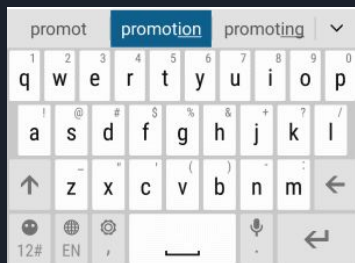 promot promotion promoting
1 2 3 4 5 6 7 8 9 0
q w e r t y u i o p
! @ # $ % & + ? /
a s d f g h j k l
_ " ' ( ) - :
z x c v b n m
12# EN , .